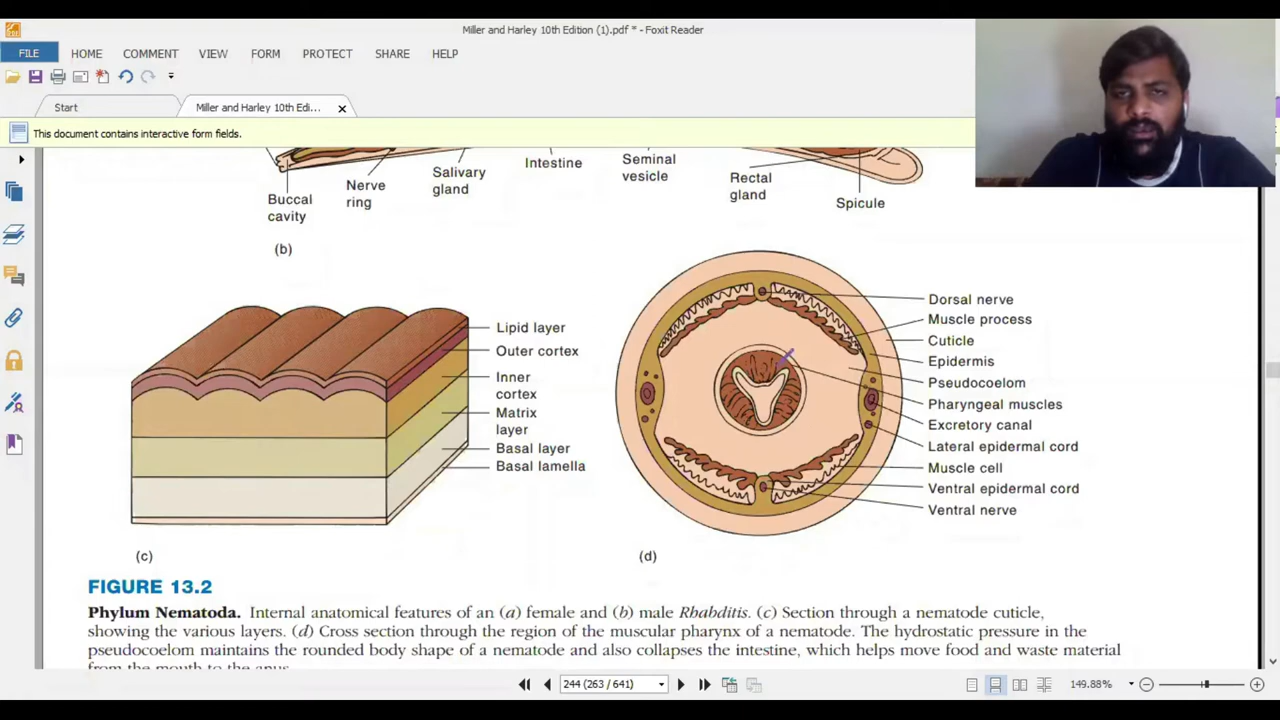 Miller and Harley 10th Edition (1).pdf * - Foxit Reader
FILE HOME COMMENT VIEW FORM PROTECT SHARE HELP
Start
Miller and Harley 10th Edi...
This document contains interactive form fields.
Buccal
cavity
Nerve
ring
Salivary
gland
Intestine
Seminal
vesicle
Rectal
gland
Spicule
(b)
Lipid layer
Outer cortex
Inner
cortex
Matrix
layer
Basal layer
Basal lamella
(c)
Dorsal nerve
Muscle process
Cuticle
Epidermis
Pseudocoelom
Pharyngeal muscles
Excretory canal
Lateral epidermal cord
Muscle cell
Ventral epidermal cord
Ventral nerve
(d)
FIGURE 13.2
Phylum Nematoda. Internal anatomical features of an (a) female and (b) male Rhabditis. (c) Section through a nematode cuticle,
showing the various layers. (d) Cross section through the region of the muscular pharynx of a nematode. The hydrostatic pressure in the
pseudocoelom maintains the rounded body shape of a nematode and also collapses the intestine, which helps move food and waste material
from the mouth to the anus.
244 (263 / 641)
149.88%